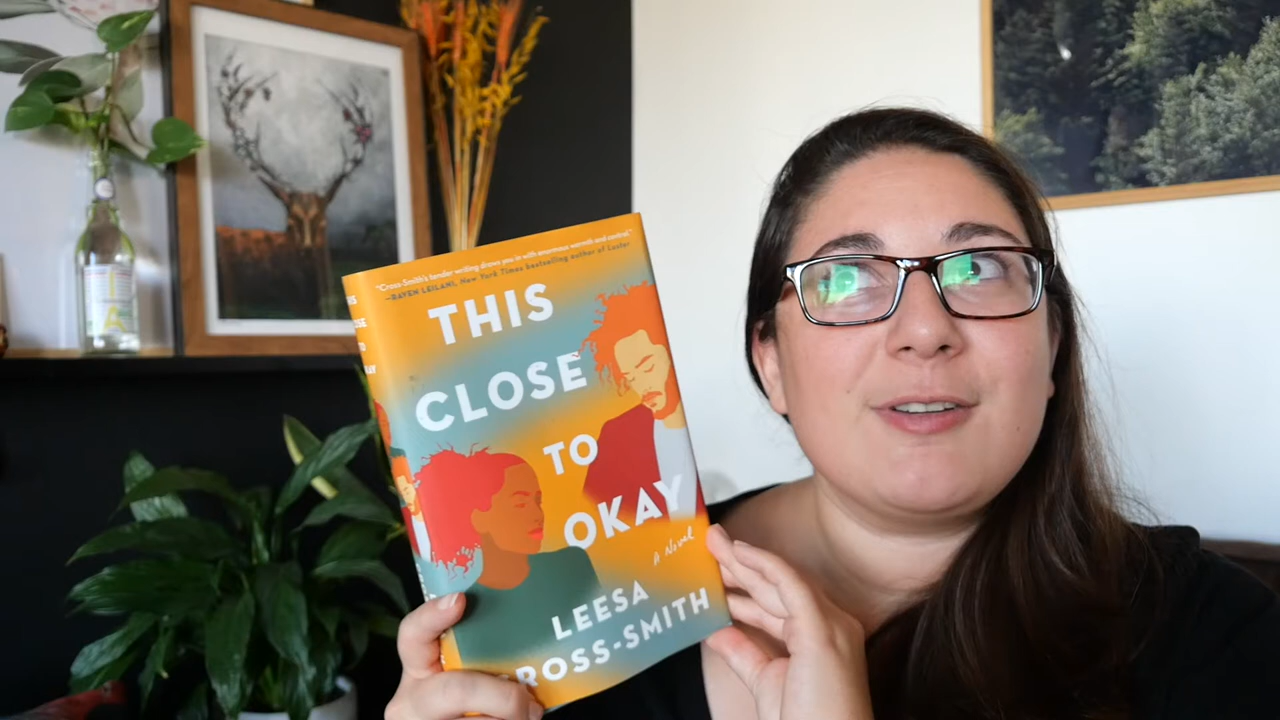 "Cross-Smith's tender writing draws you in with enormous warmth and control."
—RAVEN LEILANI, New York Times bestselling author of Luster
THIS
CLOSE
TO
OKAY
A Novel
LEESA
ROSS-SMITH